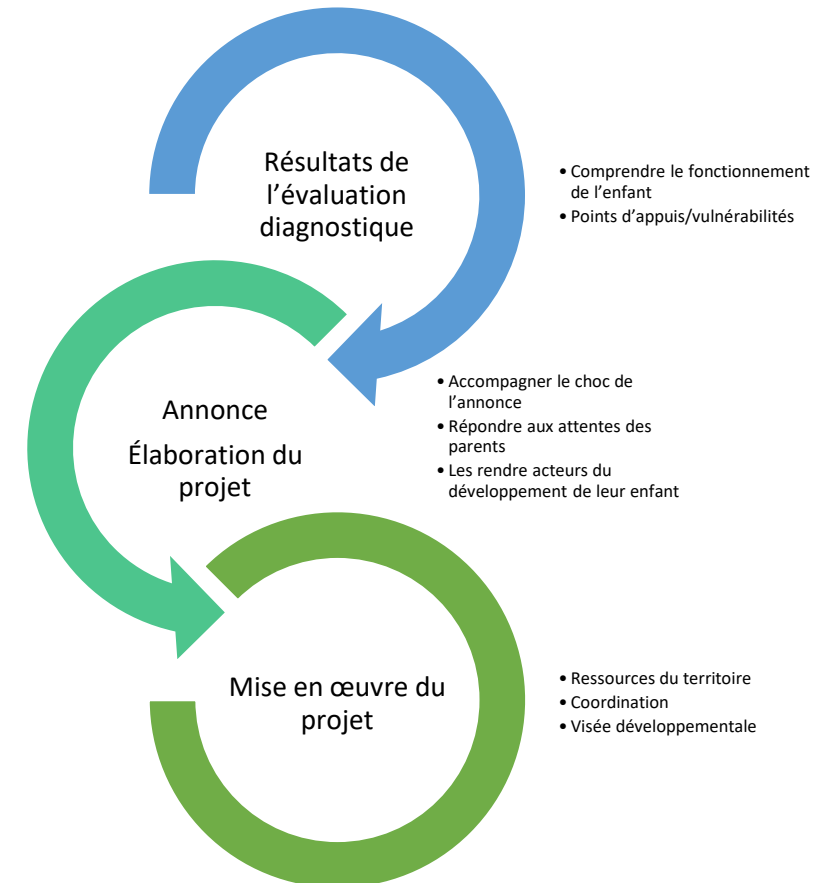 Résultats de
l’évaluation
diagnostique
• Comprendre le fonctionnement
de l’enfant
• Points d’appuis/vulnérabilités
Annonce
Élaboration du
projet
• Accompagner le choc de
l’annonce
• Répondre aux attentes des
parents
• Les rendre acteurs du
développement de leur enfant
Mise en œuvre du
projet
• Ressources du territoire
• Coordination
• Visée développementale